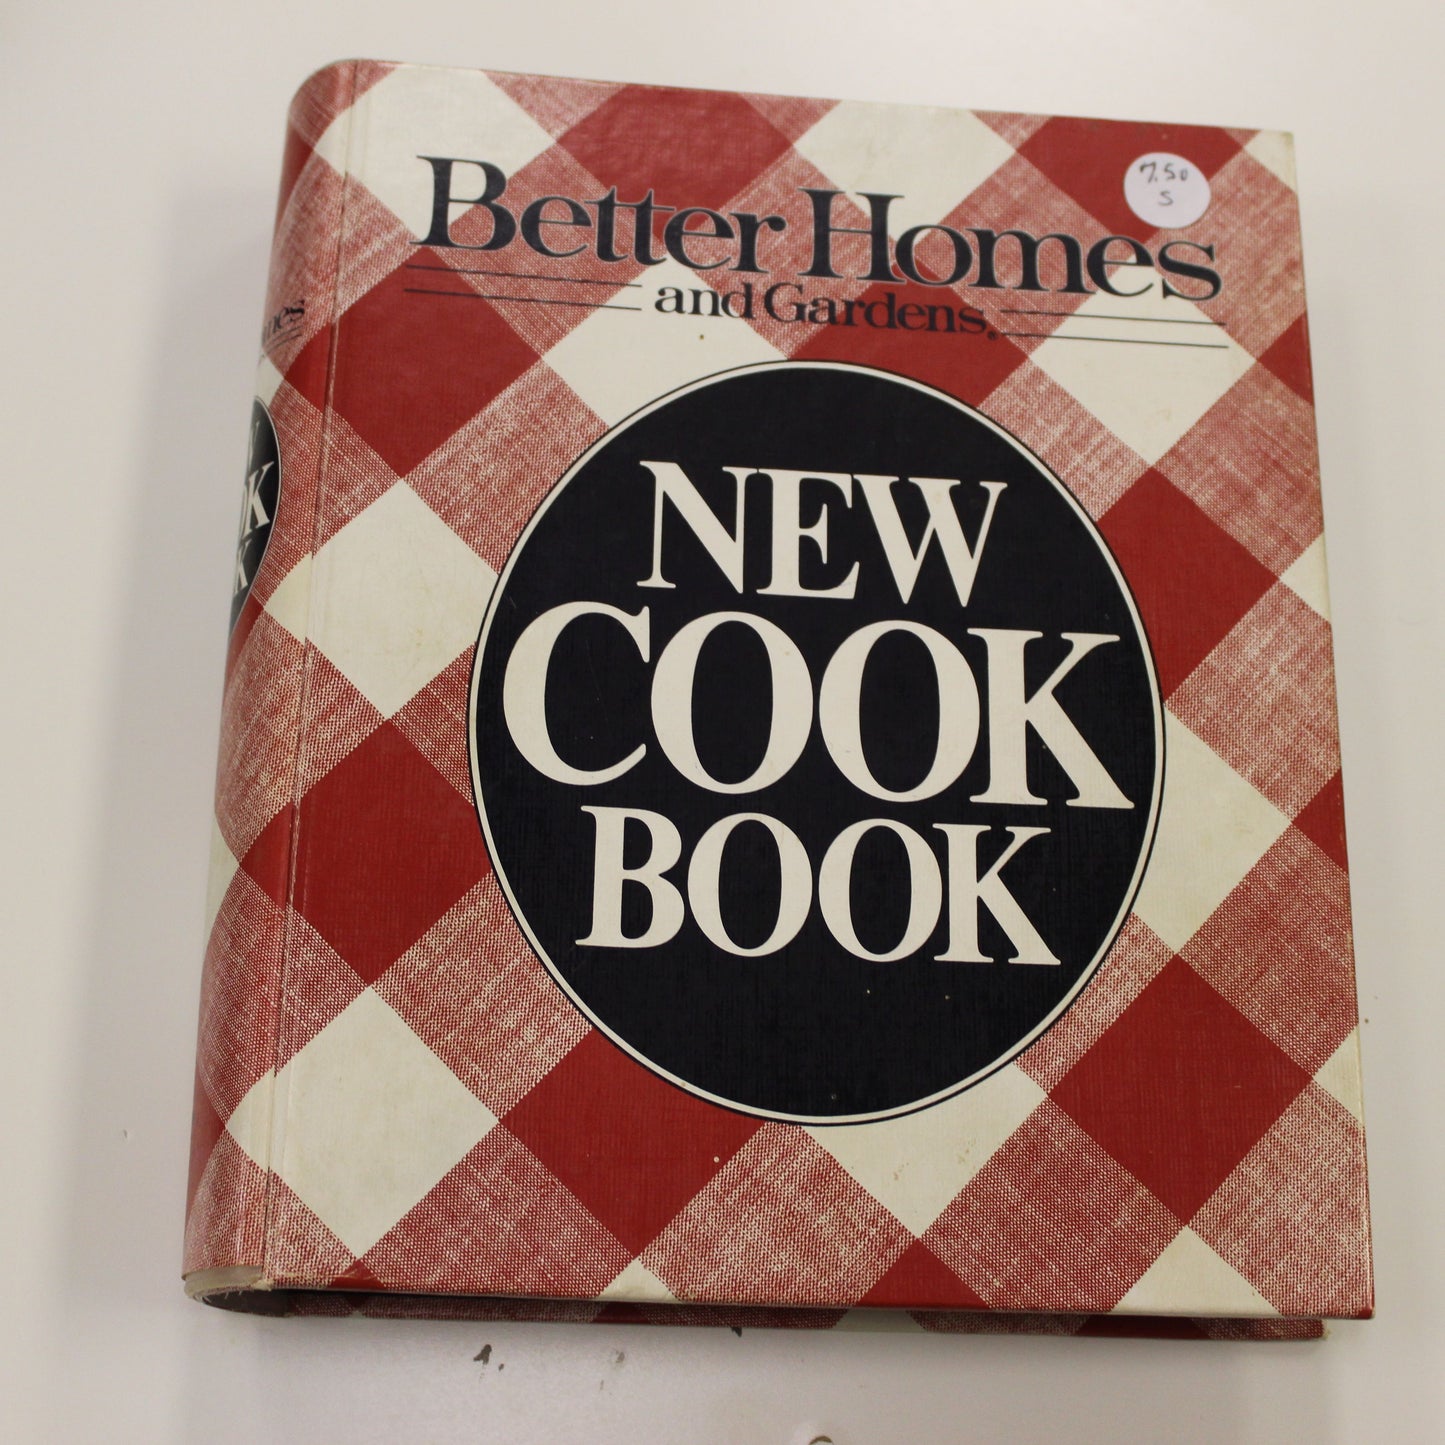 Better Homes
and Gardens®
7.50
S
NEW
COOK
BOOK